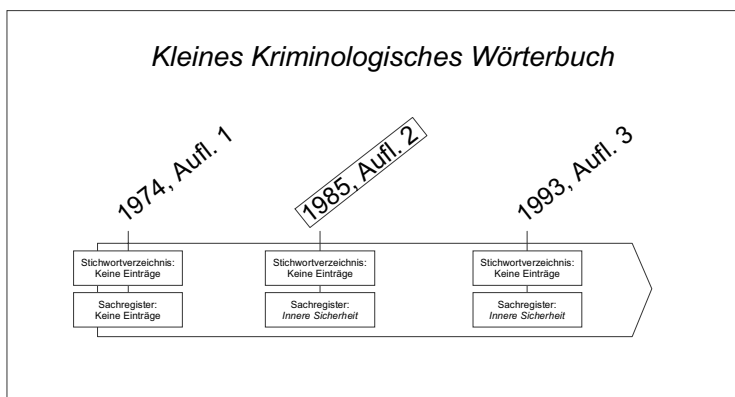 Kleines Kriminologisches Wörterbuch
1974, Aufl. 1
1985, Aufl. 2
1993, Aufl. 3
Stichwortverzeichnis:
Keine Einträge
Stichwortverzeichnis:
Keine Einträge
Stichwortverzeichnis:
Keine Einträge
Sachregister:
Keine Einträge
Sachregister:
Innere Sicherheit
Sachregister:
Innere Sicherheit